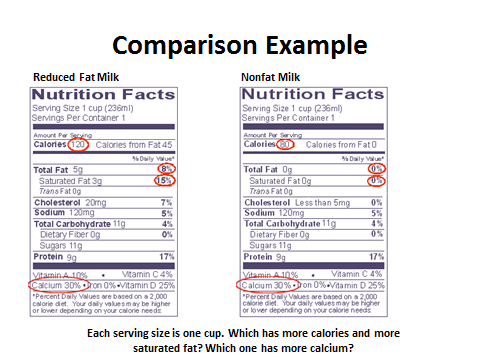 Comparison Example
Reduced Fat Milk
Nutrition Facts
Serving Size 1 cup (236ml)
Servings Per Container 1
Amount Per Serving
Calories 120 Calories from Fat 45
% Daily Value*
Total Fat 5g 8%
Saturated Fat 3g 15%
Trans Fat 0g
Cholesterol 20mg 7%
Sodium 120mg 5%
Total Carbohydrate 11g 4%
Dietary Fiber 0g 0%
Sugars 11g
Protein 9g 17%
Vitamin A 10% • Vitamin C 4%
Calcium 30% • Iron 0% • Vitamin D 25%
*Percent Daily Values are based on a 2,000
calorie diet. Your daily values may be higher
or lower depending on your calorie needs:
Nonfat Milk
Nutrition Facts
Serving Size 1 cup (236ml)
Servings Per Container 1
Amount Per Serving
Calories 80 Calories from Fat 0
% Daily Value*
Total Fat 0g 0%
Saturated Fat 0g 0%
Trans Fat 0g
Cholesterol Less than 5mg 0%
Sodium 120mg 5%
Total Carbohydrate 11g 4%
Dietary Fiber 0g 0%
Sugars 11g
Protein 9g 17%
Vitamin A 10% • Vitamin C 4%
Calcium 30% • Iron 0% • Vitamin D 25%
*Percent Daily Values are based on a 2,000
calorie diet. Your daily values may be higher
or lower depending on your calorie needs:
Each serving size is one cup. Which has more calories and more
saturated fat? Which one has more calcium?